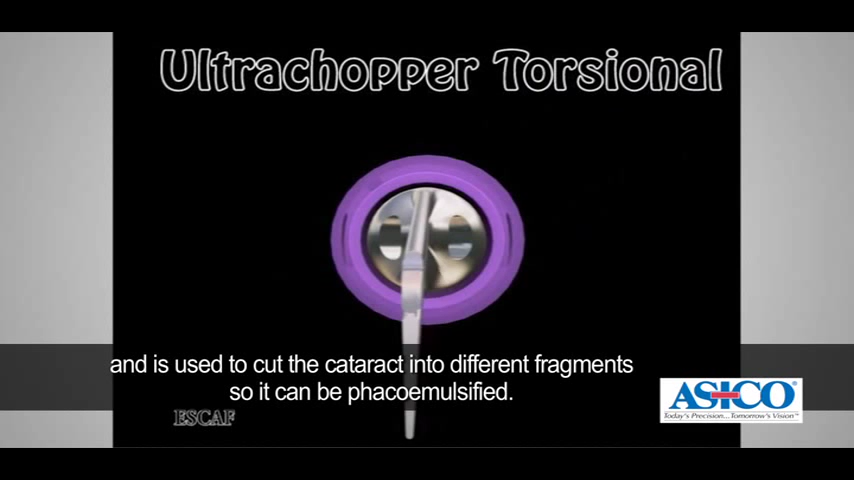 Ultrachopper Torsional
and is used to cut the cataract into different fragments
so it can be phacoemulsified.
ASICO®
Today's Precision...Tomorrow's Vision™
ESCAF